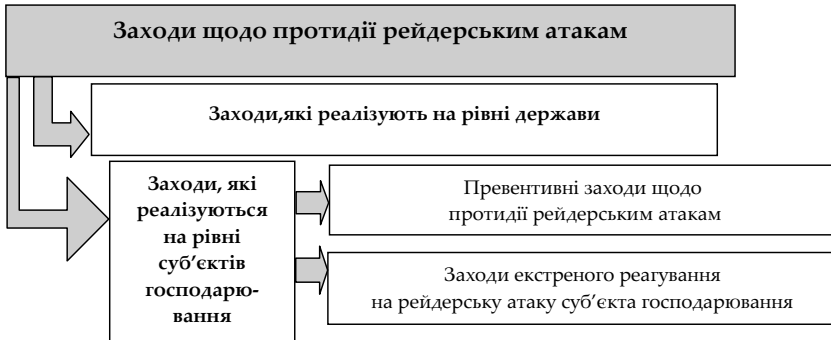 Заходи щодо протидії рейдерським атакам
Заходи,які реалізують на рівні держави
Заходи, які
реалізуються
на рівні
суб’єктів
господарю-
вання
Превентивні заходи щодо
протидії рейдерським атакам
Заходи екстреного реагування
на рейдерську атаку суб’єкта господарювання